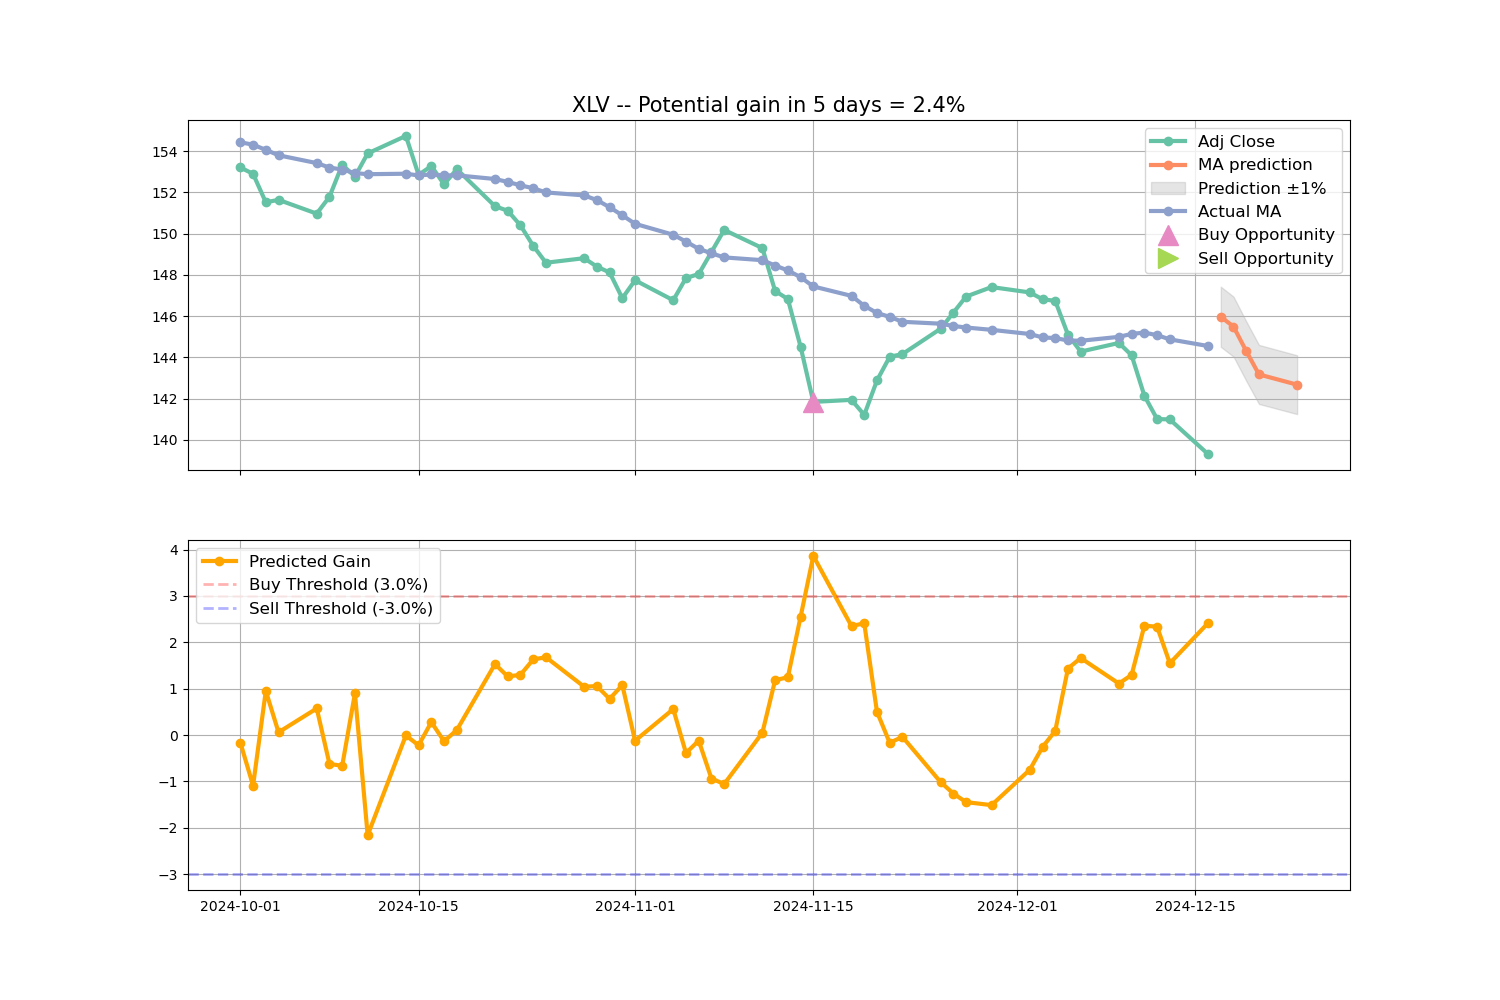 XLV -- Potential gain in 5 days = 2.4%
154
152
150
148
146
144
142
140
Adj Close
MA prediction
Prediction ±1%
Actual MA
Buy Opportunity
Sell Opportunity
4
3
2
1
0
−1
−2
−3
Predicted Gain
Buy Threshold (3.0%)
Sell Threshold (-3.0%)
2024-10-01 2024-10-15 2024-11-01 2024-11-15 2024-12-01 2024-12-15